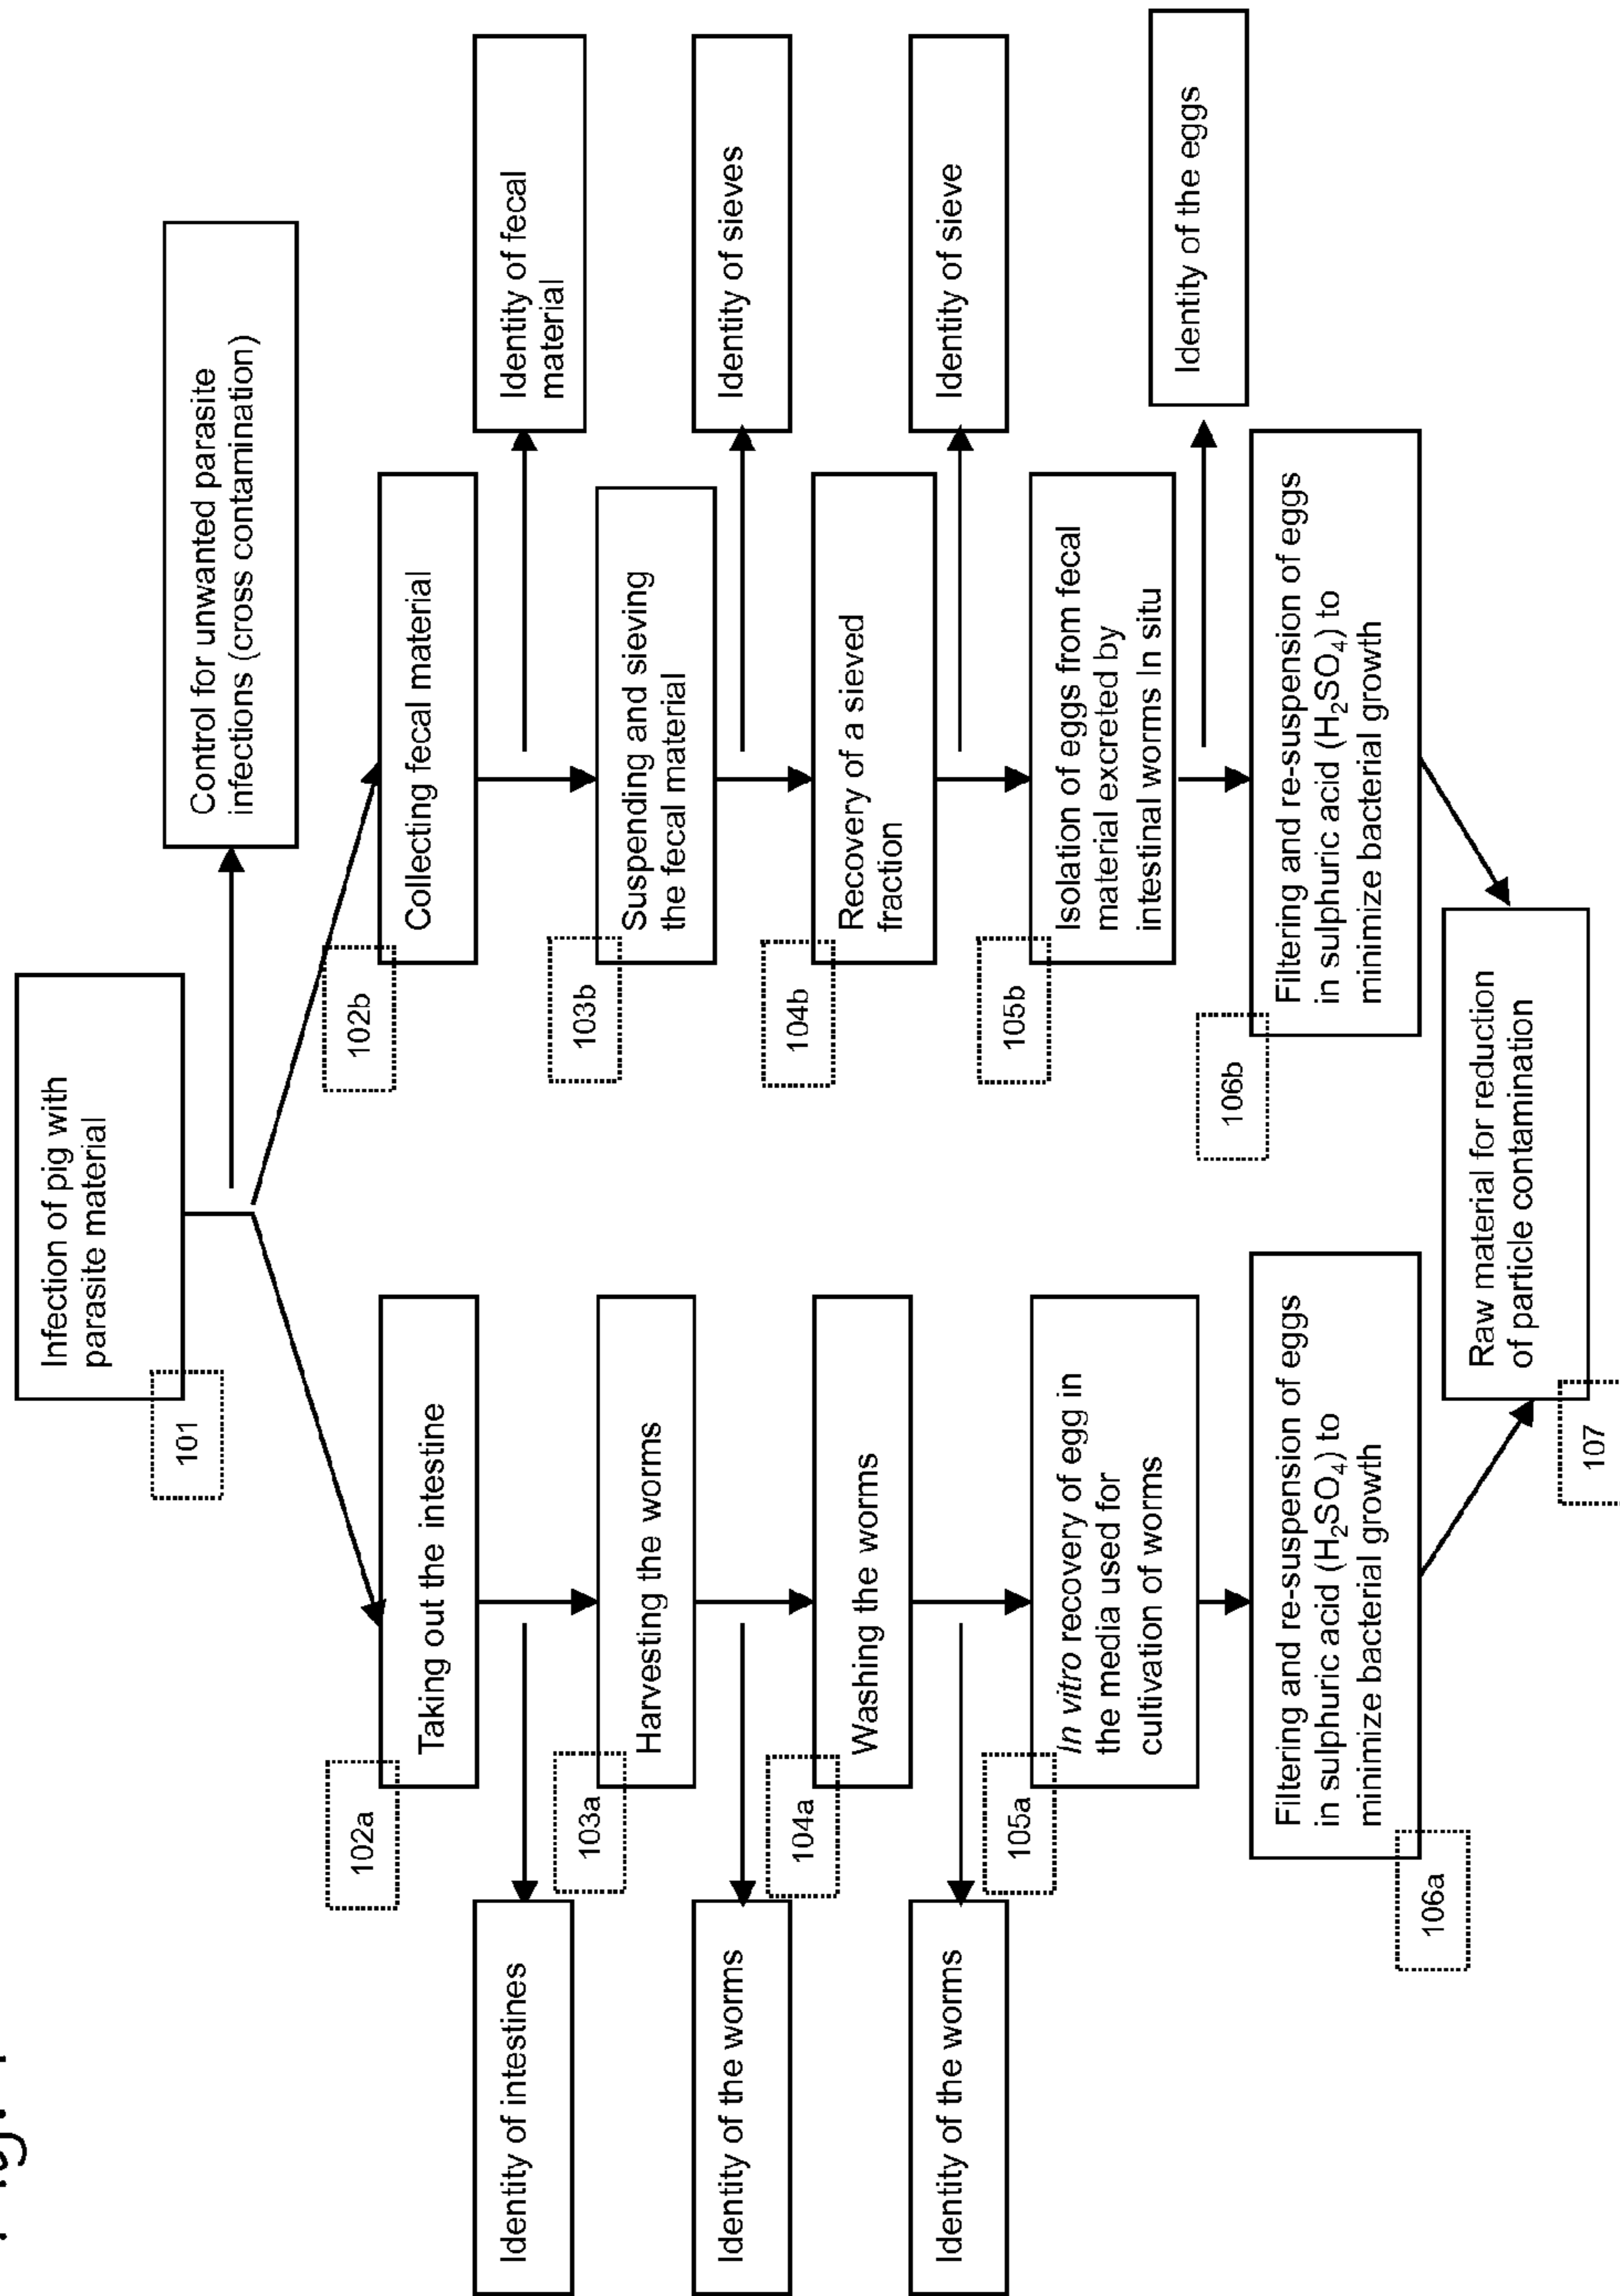 Infection of pig with
parasite material
101
Control for unwanted parasite
infections (cross contamination)
102a
Taking out the intestine
Identity of intestines
103a
Harvesting the worms
Identity of the worms
104a
Washing the worms
Identity of the worms
105a
In vitro recovery of egg in
the media used for
cultivation of worms
106a
Filtering and re-suspension of eggs
in sulphuric acid (H₂SO₄) to
minimize bacterial growth
102b
Collecting fecal material
Identity of fecal
material
103b
Suspending and sieving
the fecal material
Identity of sieves
104b
Recovery of a sieved
fraction
Identity of sieve
105b
Isolation of eggs from fecal
material excreted by
intestinal worms In situ
Identity of the eggs
106b
Filtering and re-suspension of eggs
in sulphuric acid (H₂SO₄) to
minimize bacterial growth
Raw material for reduction
of particle contamination
107